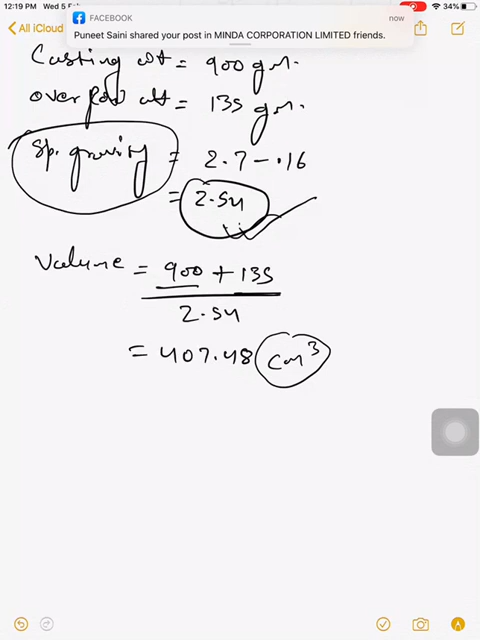 12:19 PM Wed 5 34%
FACEBOOK now
Puneet Saini shared your post in MINDA CORPORATION LIMITED friends.
All iCloud
Casting wt = 900 gm.
over flow wt = 135 gm.
Sp. gravity = 2.7 - .16
= 2.54
Volume = 900 + 135
2.54
= 407.48 cm³